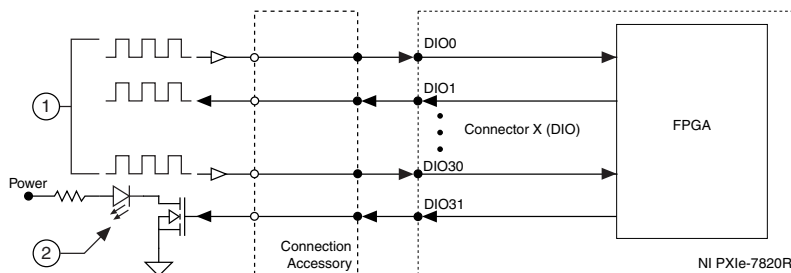 DIO0
1
DIO1
FPGA
Connector X (DIO)
DIO30
Power
DIO31
2
Connection
Accessory
NI PXIe-7820R